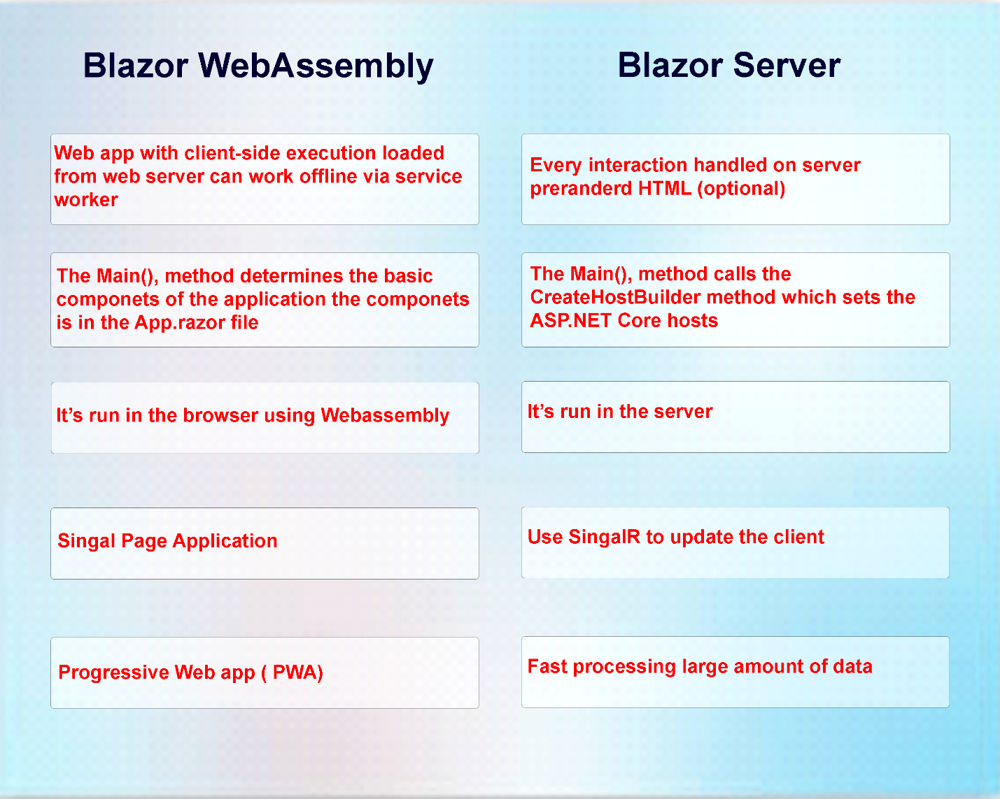 Blazor WebAssembly
Blazor Server
Web app with client-side execution loaded
from web server can work offline via service
worker
Every interaction handled on server
preranderd HTML (optional)
The Main(), method determines the basic
componets of the application the componets
is in the App.razor file
The Main(), method calls the
CreateHostBuilder method which sets the
ASP.NET Core hosts
It’s run in the browser using Webassembly
It’s run in the server
Singal Page Application
Use SingalR to update the client
Progressive Web app ( PWA)
Fast processing large amount of data